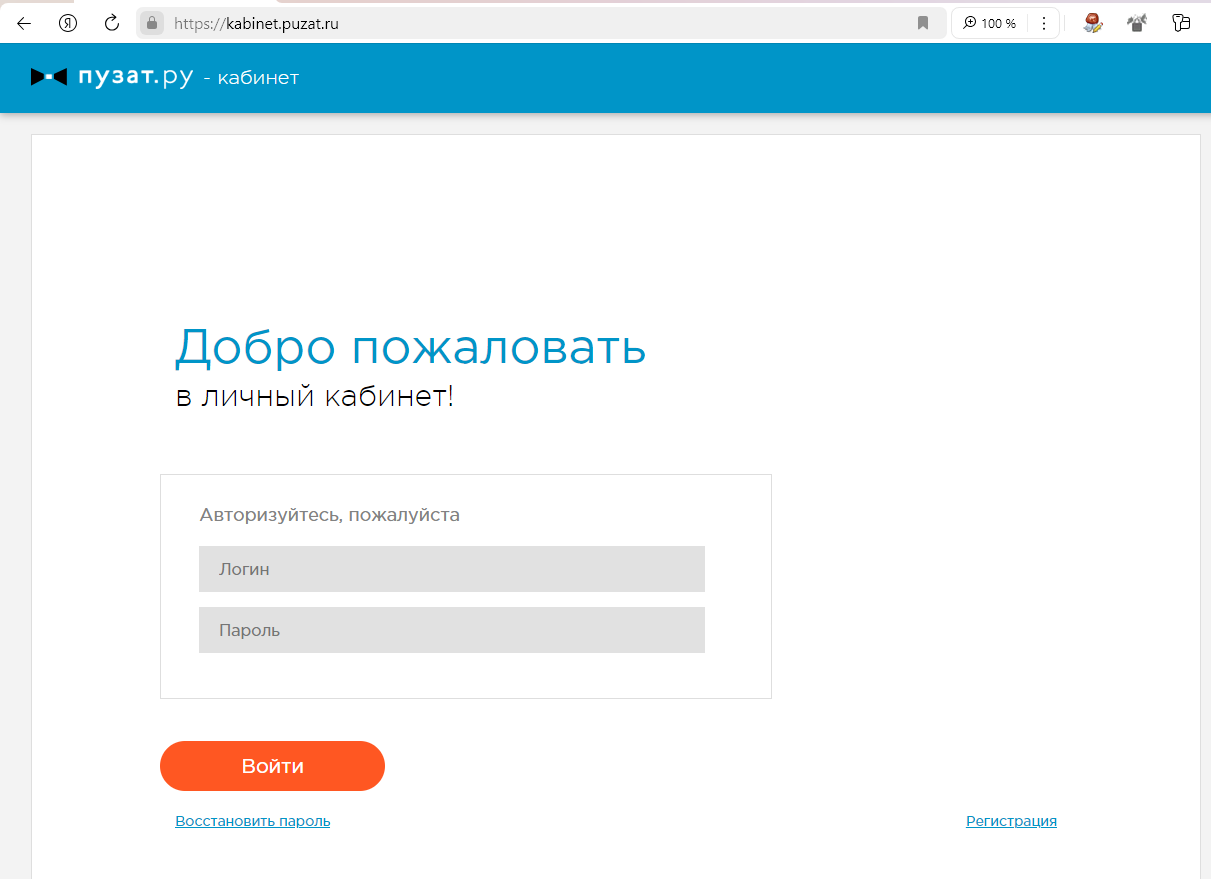 Я
https://kabinet.puzat.ru
100 %
пузат.ру - кабинет
Добро пожаловать
в личный кабинет!
Авторизуйтесь, пожалуйста
Логин
Пароль
Войти
Восстановить пароль
Регистрация